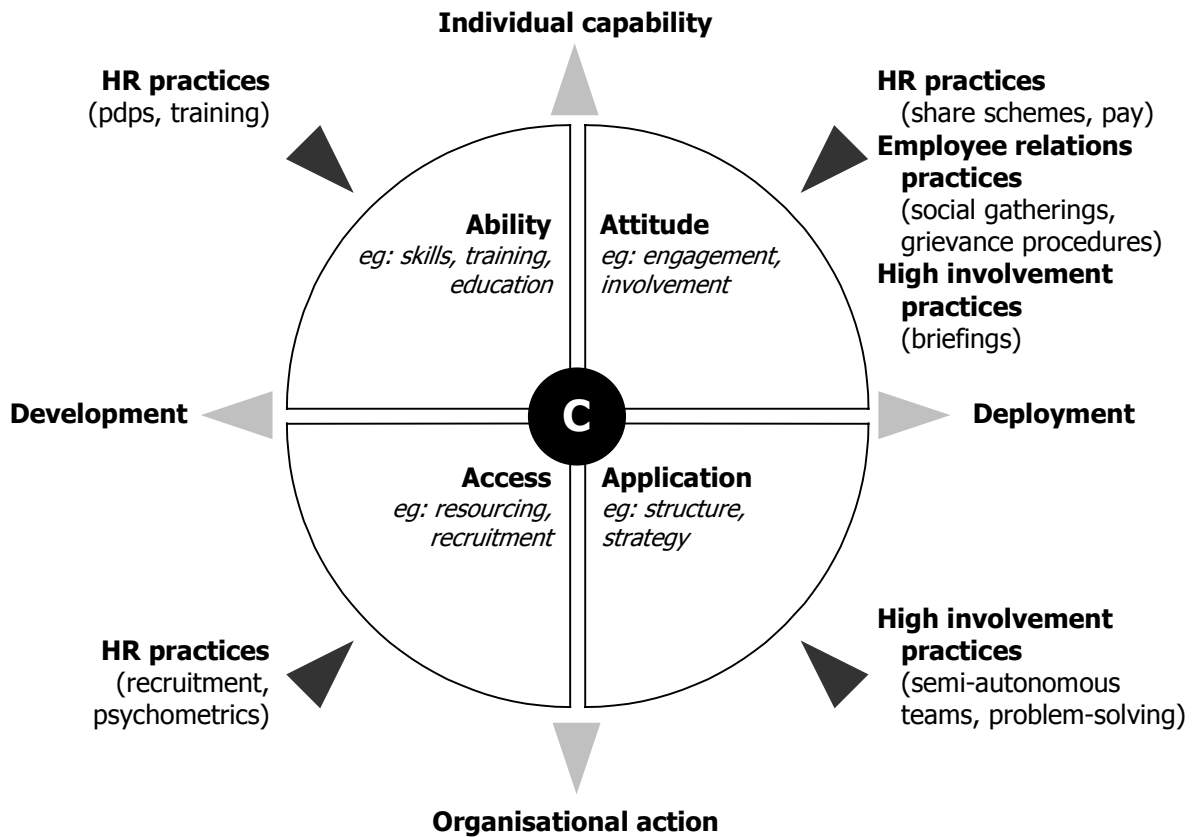 Individual capability
HR practices
(pdps, training)
HR practices
(share schemes, pay)
Employee relations
practices
(social gatherings,
grievance procedures)
High involvement
practices
(briefings)
Ability
eg: skills, training,
education
Attitude
eg: engagement,
involvement
Development
C
Deployment
Access
eg: resourcing,
recruitment
Application
eg: structure,
strategy
HR practices
(recruitment,
psychometrics)
High involvement
practices
(semi-autonomous
teams, problem-solving)
Organisational action